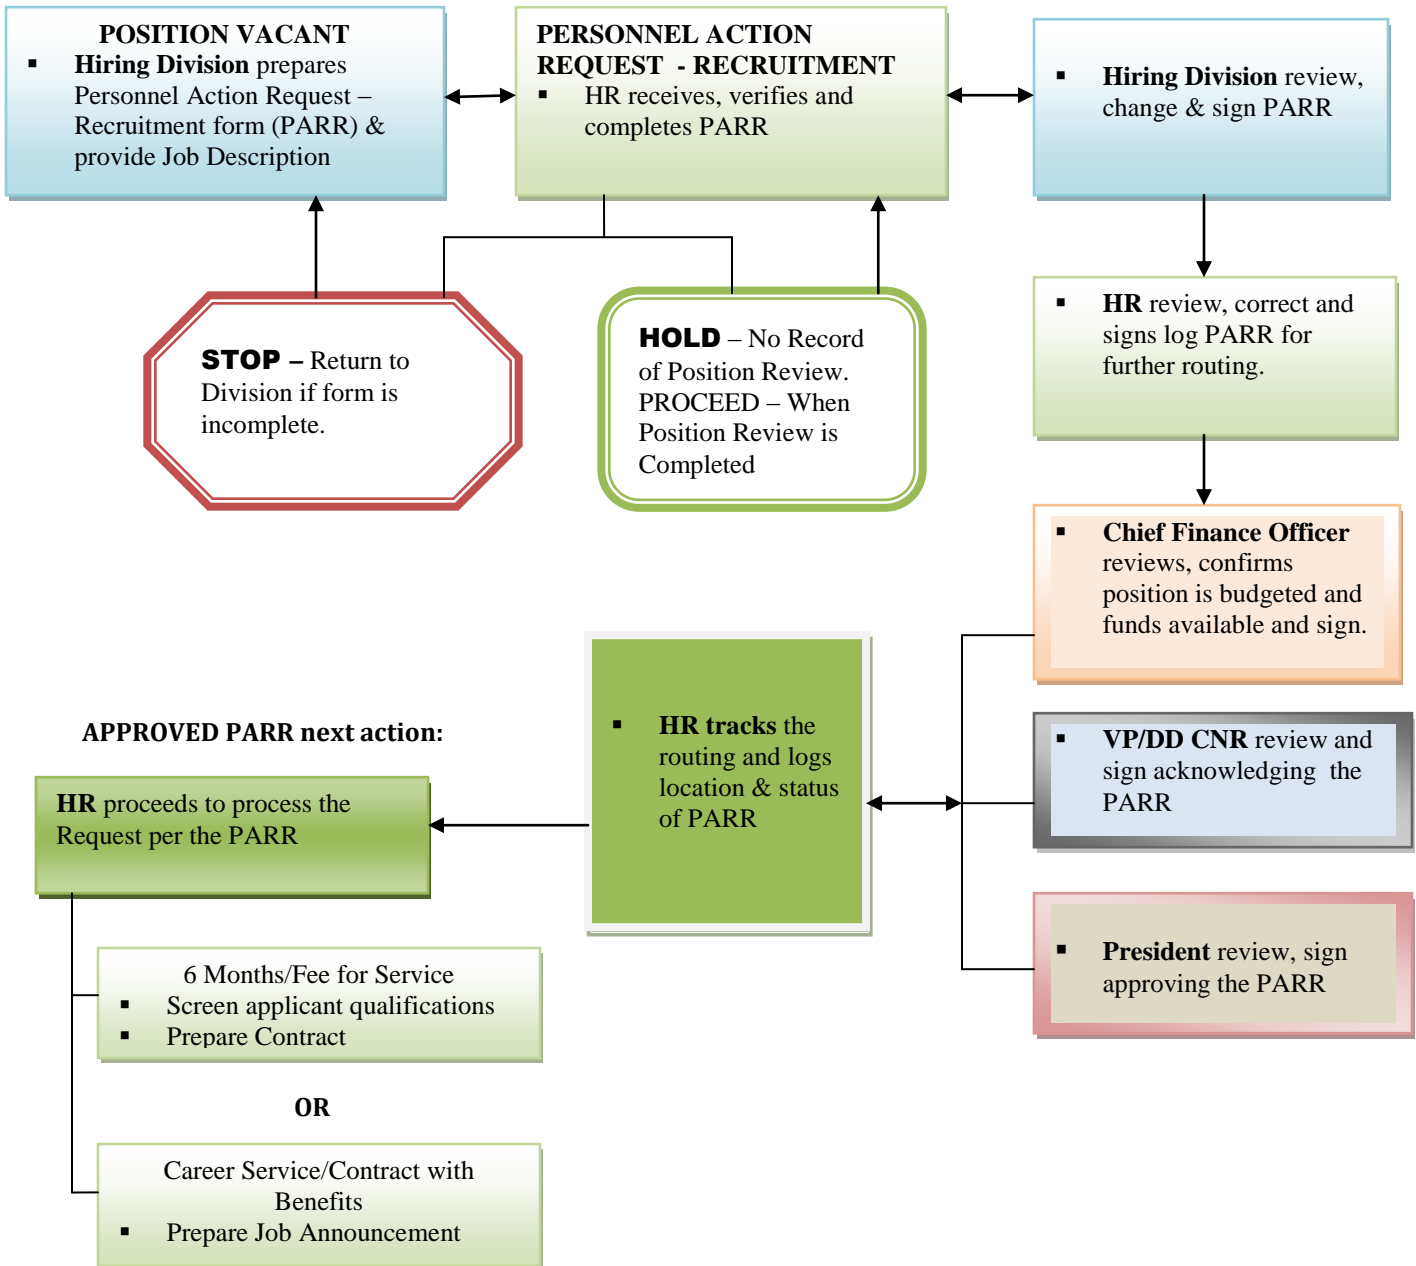 POSITION VACANT
▪ Hiring Division prepares
Personnel Action Request –
Recruitment form (PARR) &
provide Job Description
PERSONNEL ACTION
REQUEST - RECRUITMENT
▪ HR receives, verifies and
completes PARR
▪ Hiring Division review,
change & sign PARR
STOP – Return to
Division if form is
incomplete.
HOLD – No Record
of Position Review.
PROCEED – When
Position Review is
Completed
▪ HR review, correct and
signs log PARR for
further routing.
▪ Chief Finance Officer
reviews, confirms
position is budgeted and
funds available and sign.
▪ HR tracks the
routing and logs
location & status
of PARR
▪ VP/DD CNR review and
sign acknowledging the
PARR
▪ President review, sign
approving the PARR
APPROVED PARR next action:
HR proceeds to process the
Request per the PARR
6 Months/Fee for Service
▪ Screen applicant qualifications
▪ Prepare Contract
OR
Career Service/Contract with
Benefits
▪ Prepare Job Announcement